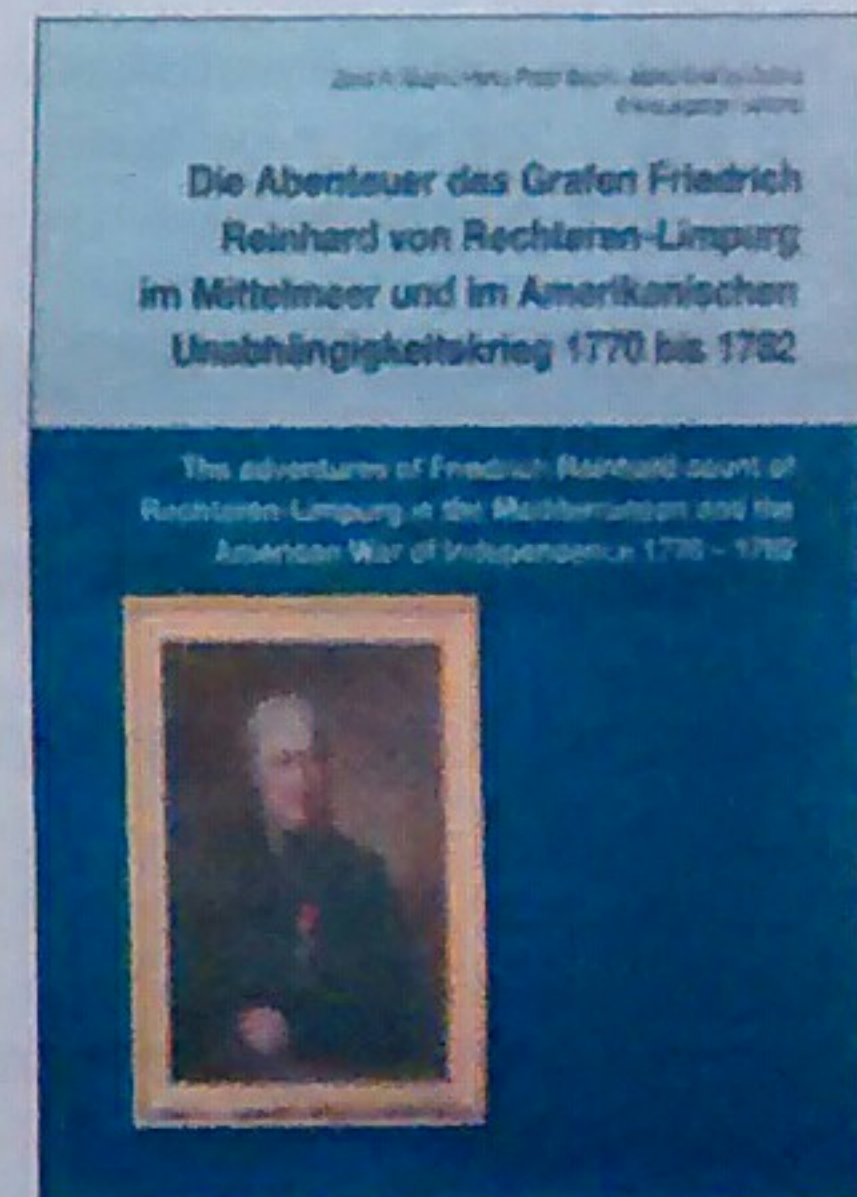 Die Abenteuer des Grafen Friedrich
Reinhard von Rechteren-Limpurg
im Mittelmeer und im Amerikanischen
Unabhängigkeitskrieg 1770 bis 1782
The adventures of Friedrich Reinhard count of
Rechteren-Limpurg in the Mediterranean and the
American War of Independence 1770 – 1782